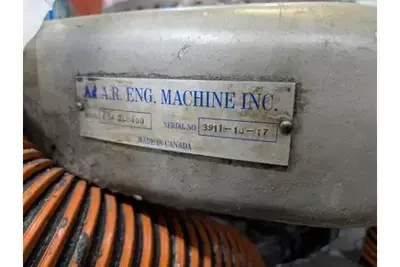 A.R. ENG. MACHINE INC.
SERIAL NO 3911-10-17
MADE IN CANADA